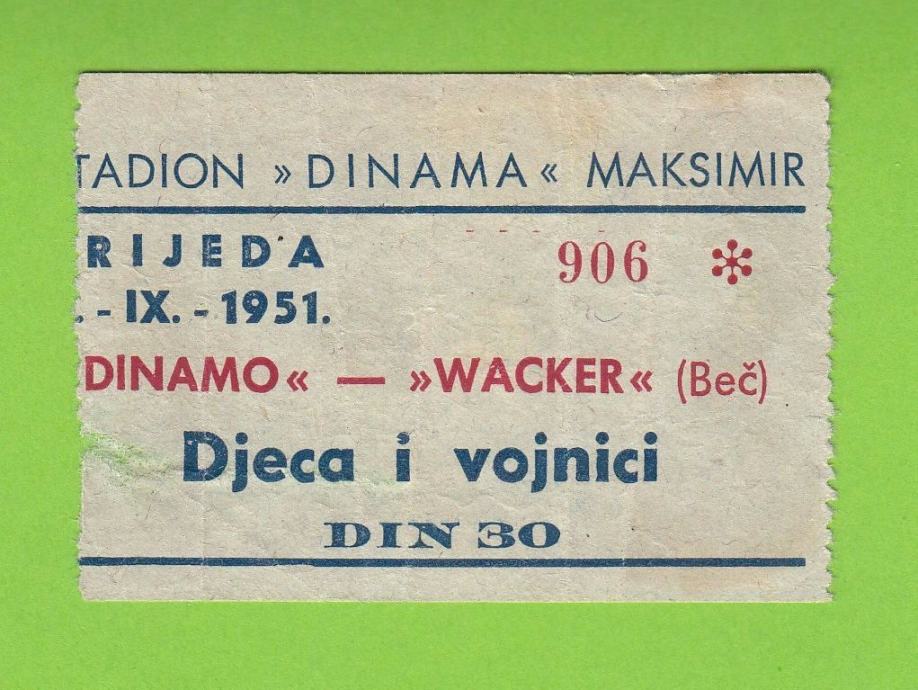 TADION »DINAMA« MAKSIMIR
RIJEDA
. - IX. - 1951.
906 *
DINAMO« — »WACKER« (Beč)
Djeca i vojnici
DIN 30